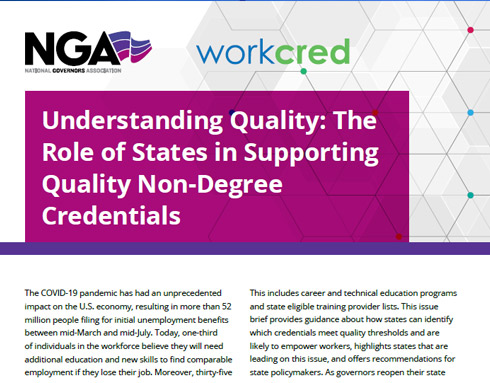 NGA
NATIONAL GOVERNORS ASSOCIATION
workcred
Understanding Quality: The
Role of States in Supporting
Quality Non-Degree
Credentials
The COVID-19 pandemic has had an unprecedented
impact on the U.S. economy, resulting in more than 52
million people filing for initial unemployment benefits
between mid-March and mid-July. Today, one-third
of individuals in the workforce believe they will need
additional education and new skills to find comparable
employment if they lose their job. Moreover, thirty-five
This includes career and technical education programs
and state eligible training provider lists. This issue
brief provides guidance about how states can identify
which credentials meet quality thresholds and are
likely to empower workers, highlights states that are
leading on this issue, and offers recommendations for
state policymakers. As governors reopen their state